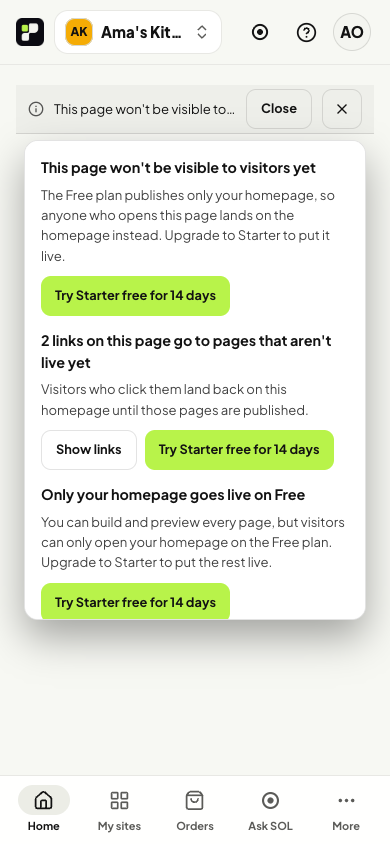 AK Ama's Kit... AO
This page won't be visible to... Close
This page won't be visible to visitors yet
The Free plan publishes only your homepage, so
anyone who opens this page lands on the
homepage instead. Upgrade to Starter to put it
live.
Try Starter free for 14 days
2 links on this page go to pages that aren't
live yet
Visitors who click them land back on this
homepage until those pages are published.
Show links Try Starter free for 14 days
Only your homepage goes live on Free
You can build and preview every page, but visitors
can only open your homepage on the Free plan.
Upgrade to Starter to put the rest live.
Try Starter free for 14 days
Home My sites Orders Ask SOL More